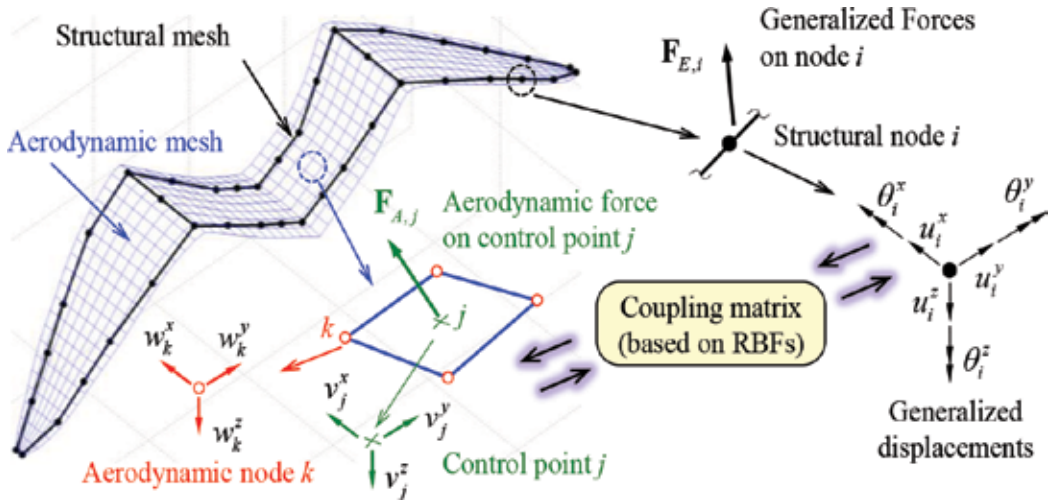 Structural mesh
Aerodynamic mesh
Generalized Forces
on node i
F_{E,i}
Structural node i
F_{A,j}
Aerodynamic force
on control point j
θ_i^x
θ_i^y
u_i^x
u_i^y
u_i^z
θ_i^z
Generalized
displacements
Coupling matrix
(based on RBFs)
j
k
w_k^x
w_k^y
w_k^z
Aerodynamic node k
v_j^x
v_j^y
v_j^z
Control point j